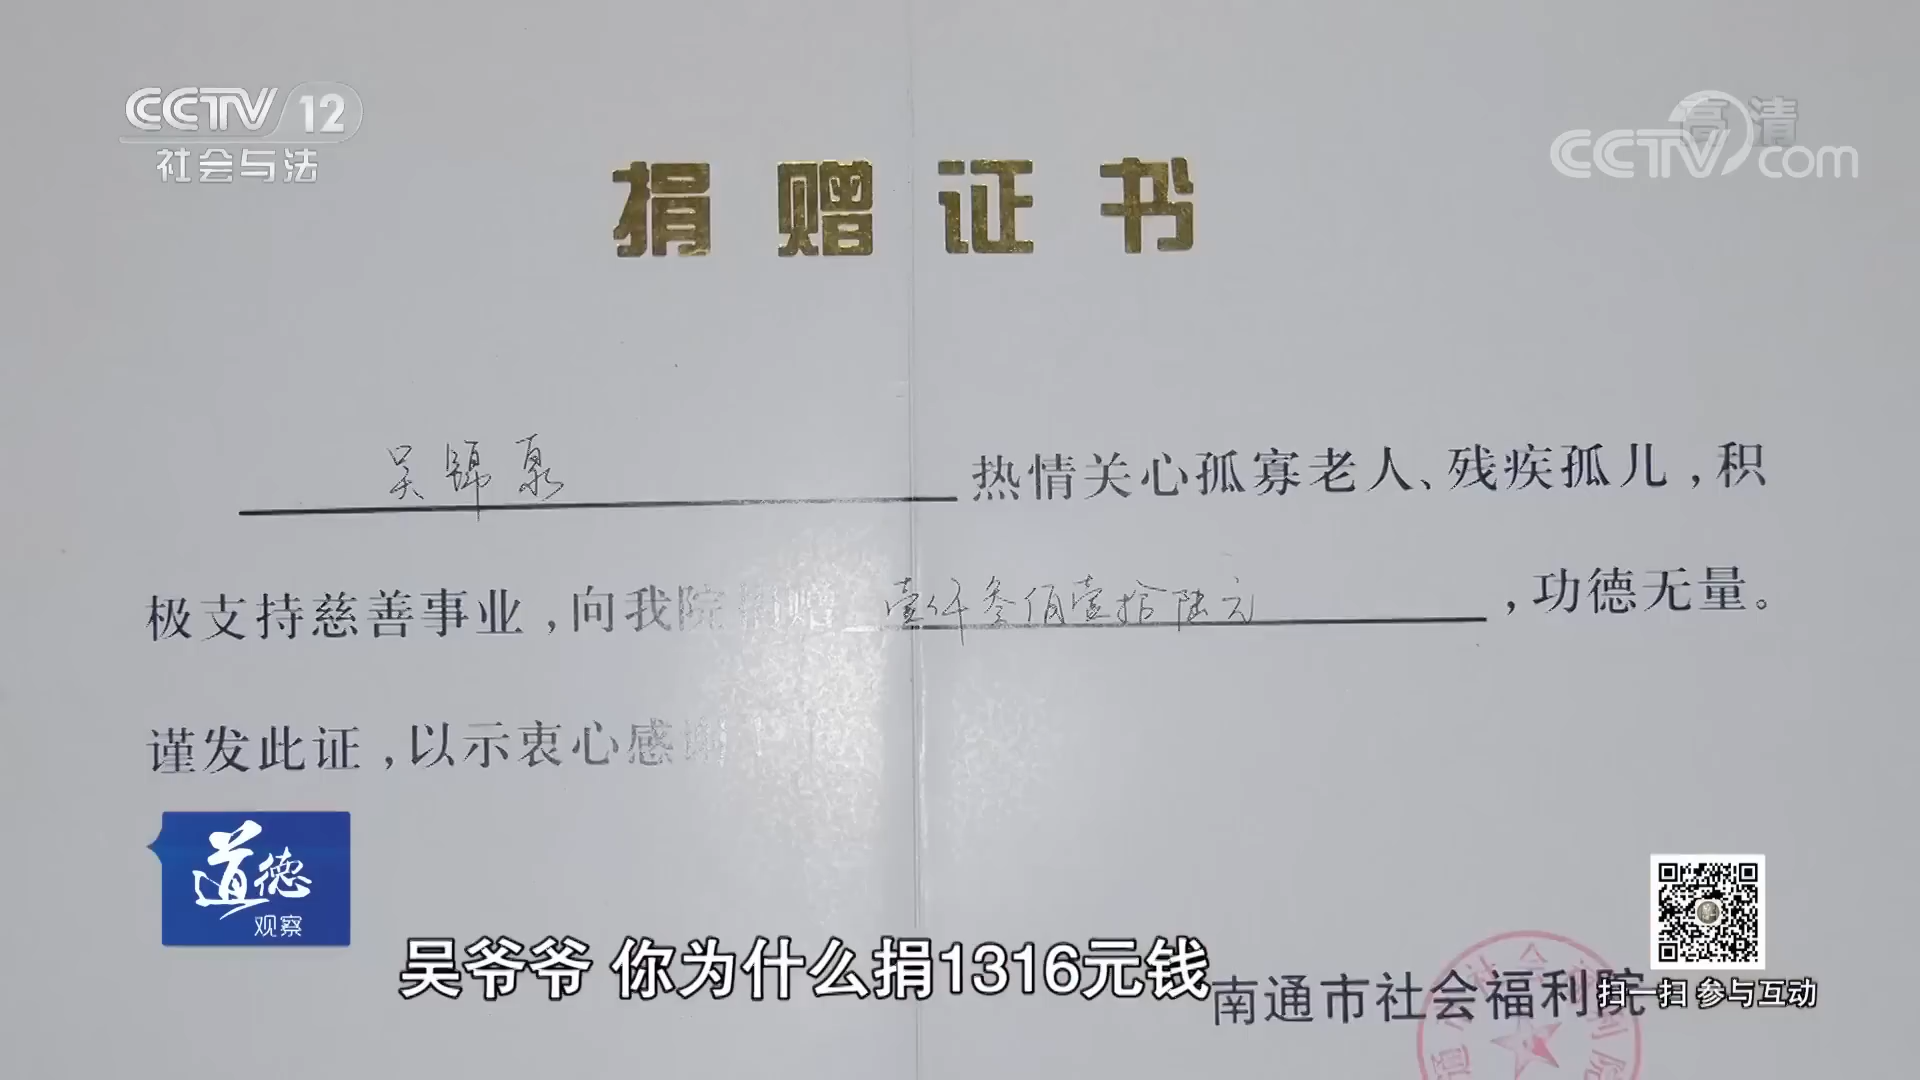 CCTV 12
社会与法
高清
CCTV.com
捐赠证书
吴锦泉 热情关心孤寡老人、残疾孤儿，积
极支持慈善事业，向我院捐赠 壹仟叁佰壹拾陆元 ，功德无量。
谨发此证，以示衷心感谢
道德
观察
吴爷爷 你为什么捐1316元钱
南通市社会福利院
扫一扫 参与互动